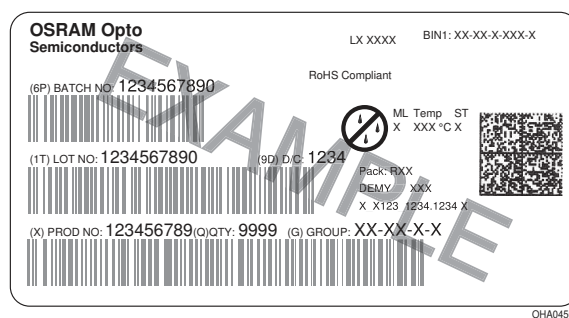 OSRAM Opto
Semiconductors
LX XXXX
BIN1: XX-XX-X-XXX-X
RoHS Compliant
(6P) BATCH NO: 1234567890
ML Temp ST
X XXX °C X
(1T) LOT NO: 1234567890 (9D) D/C: 1234
Pack: RXX
DEMY XXX
X X123 1234.1234 X
(X) PROD NO: 123456789(Q)QTY: 9999 (G) GROUP: XX-XX-X-X
EXAMPLE
OHA045